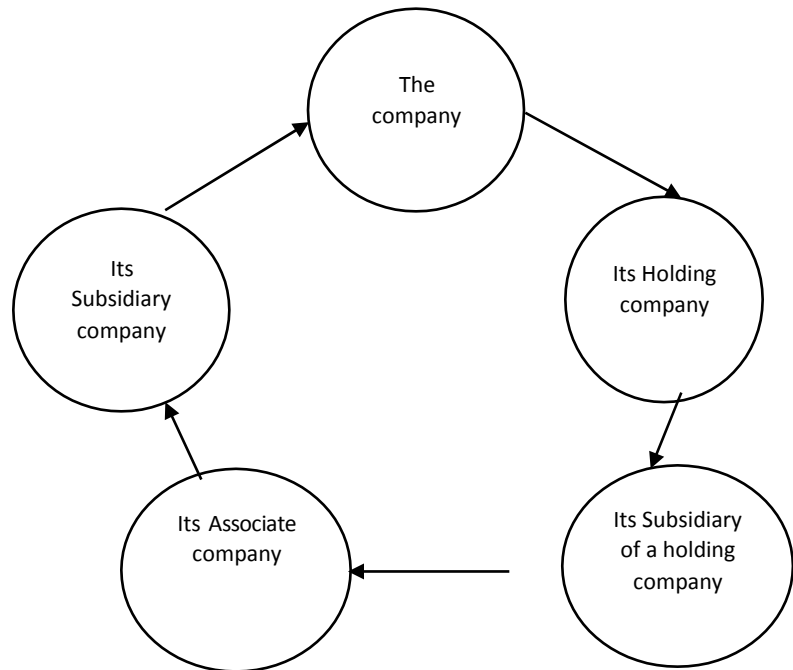 The
company
Its Holding
company
Its Subsidiary
of a holding
company
Its Associate
company
Its
Subsidiary
company